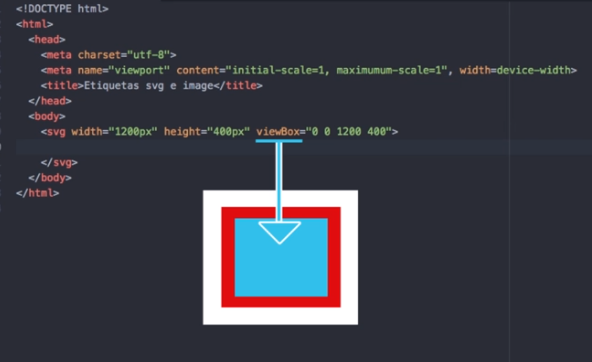 <!DOCTYPE html>
<html>
<head>
<meta charset="utf-8">
<meta name="viewport" content="initial-scale=1, maximumum-scale=1", width=device-width>
<title>Etiquetas svg e image</title>
</head>
<body>
<svg width="1200px" height="400px" viewBox="0 0 1200 400">
</svg>
</body>
</html>